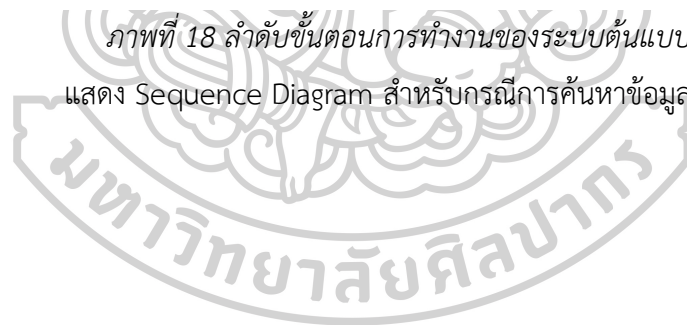 ภาพที่ 18 ลำดับขั้นตอนการทำงานของระบบต้นแบบ
แสดง Sequence Diagram สำหรับกรณีการค้นหาข้อมูล
มหาวิทยาลัยศิลปากร